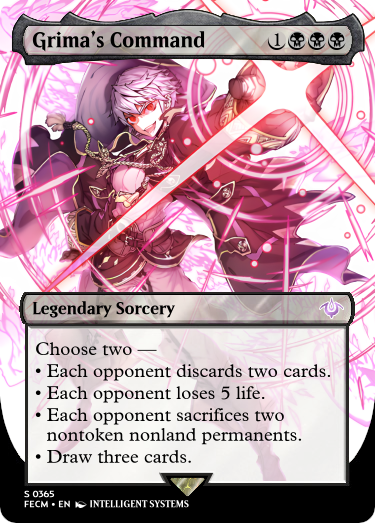 Grima's Command 1
Legendary Sorcery
Choose two —
• Each opponent discards two cards.
• Each opponent loses 5 life.
• Each opponent sacrifices two
nontoken nonland permanents.
• Draw three cards.
S 0365
FECM • EN INTELLIGENT SYSTEMS